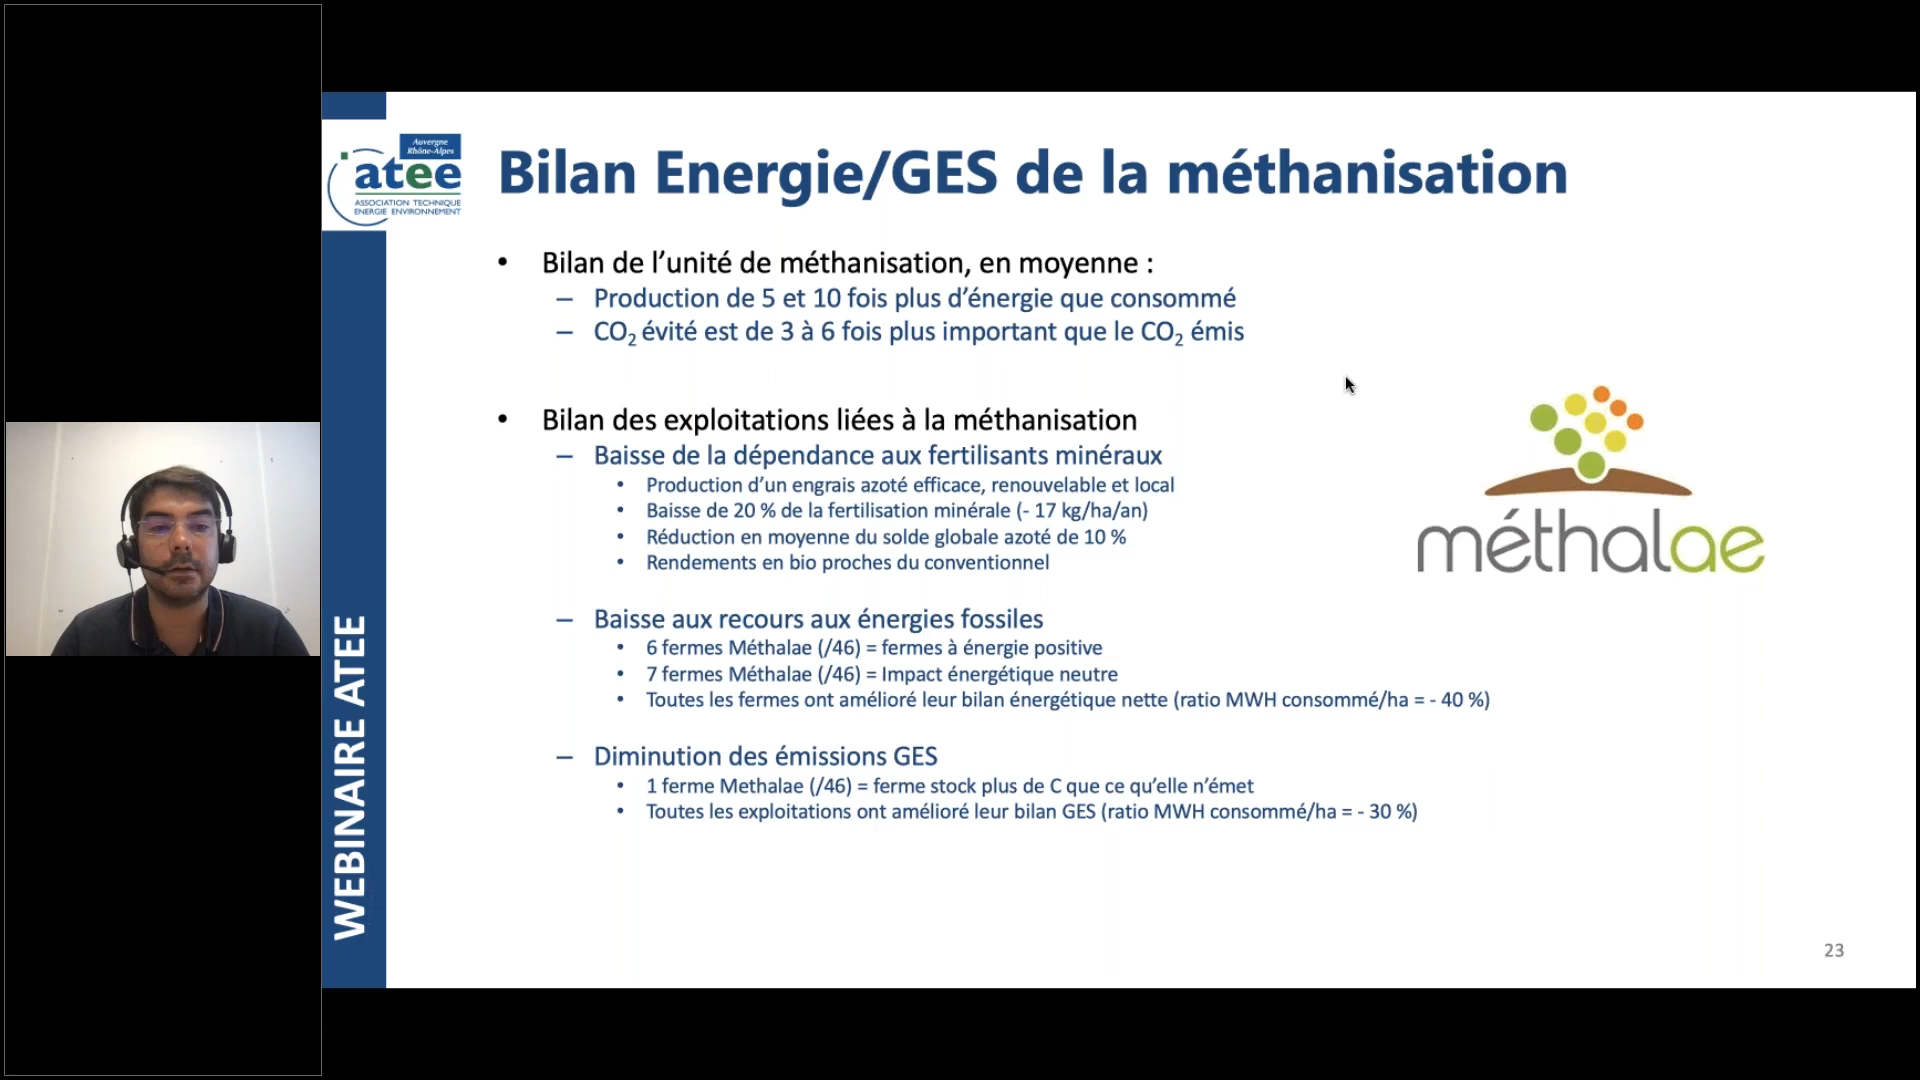 Auvergne
Rhône-Alpes
atee
ASSOCIATION TECHNIQUE
ENERGIE ENVIRONNEMENT
Bilan Energie/GES de la méthanisation
• Bilan de l’unité de méthanisation, en moyenne :
– Production de 5 et 10 fois plus d’énergie que consommé
– CO₂ évité est de 3 à 6 fois plus important que le CO₂ émis
• Bilan des exploitations liées à la méthanisation
– Baisse de la dépendance aux fertilisants minéraux
• Production d’un engrais azoté efficace, renouvelable et local
• Baisse de 20 % de la fertilisation minérale (- 17 kg/ha/an)
• Réduction en moyenne du solde globale azoté de 10 %
• Rendements en bio proches du conventionnel
– Baisse aux recours aux énergies fossiles
• 6 fermes Méthalae (/46) = fermes à énergie positive
• 7 fermes Méthalae (/46) = Impact énergétique neutre
• Toutes les fermes ont amélioré leur bilan énergétique nette (ratio MWH consommé/ha = - 40 %)
– Diminution des émissions GES
• 1 ferme Methalae (/46) = ferme stock plus de C que ce qu’elle n’émet
• Toutes les exploitations ont amélioré leur bilan GES (ratio MWH consommé/ha = - 30 %)
méthalae
WEBINAIRE ATEE
23